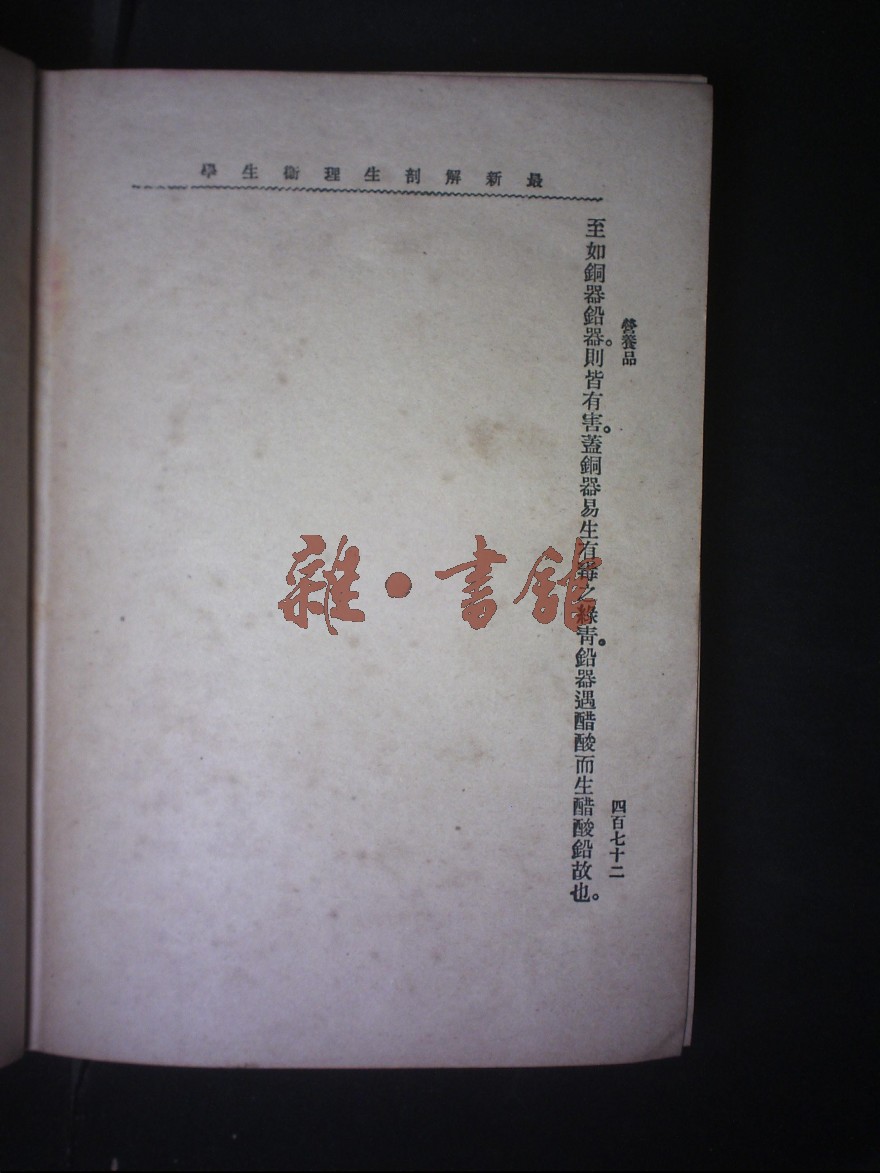 最新解剖生理衞生學
營養品
四百七十二
至如銅器鉛器。則皆有害。蓋銅器易生有毒之綠青。鉛器遇醋酸而生醋酸鉛故也。
雜·書館